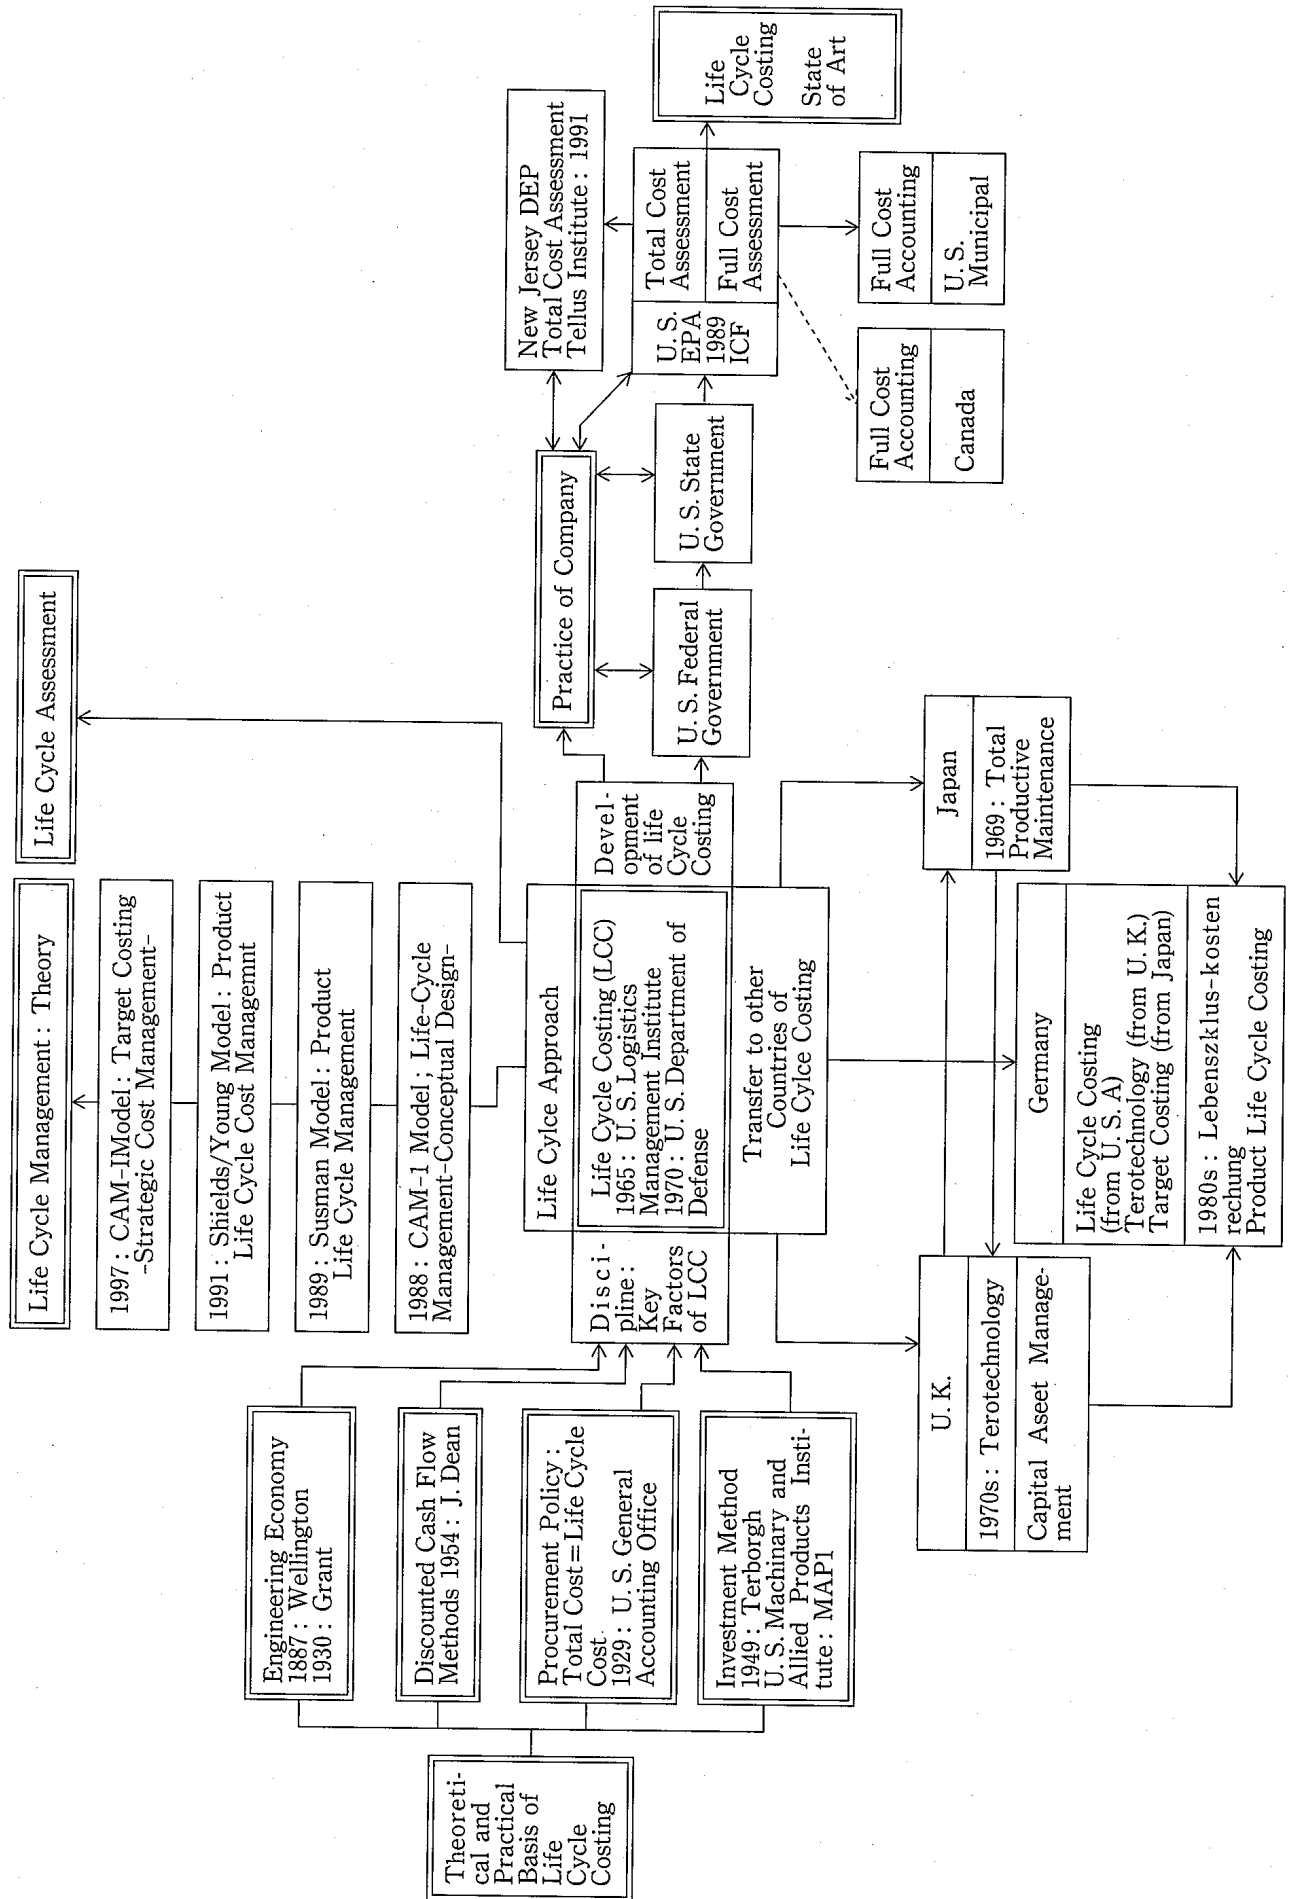 Theoreti-
cal and
Practical
Basis of
Life
Cycle
Costing
Engineering Economy
1887 : Wellington
1930 : Grant
Discounted Cash Flow
Methods 1954 : J. Dean
Procurement Policy :
Total Cost=Life Cycle
Cost.
1929 : U. S. General
Accounting Office
Investment Method
1949 : Terborgh
U. S. Machinary and
Allied Products Insti-
tute : MAP1
Life Cycle Management : Theory
1997 : CAM-IModel : Target Costing
-Strategic Cost Management-
1991 : Shields/Young Model : Product
Life Cycle Cost Managemnt
1989 : Susman Model : Product
Life Cycle Management
1988 : CAM-1 Model ; Life-Cycle
Management-Conceptual Design-
Life Cycle Assessment
Life Cylce Approach
Disci-
pline :
Key
Factors
of LCC
Life Cycle Costing (LCC)
1965 : U. S. Logistics
Management Institute
1970 : U. S. Department of
Defense
Devel-
opment
of life
Cycle
Costing
Transfer to other
Countries of
Life Cylce Costing
Practice of Company
U. S. Federal
Government
U. S. State
Government
New Jersey DEP
Total Cost Assessment
Tellus Institute : 1991
U. S.
EPA
1989
ICF
Total Cost
Assessment
Full Cost
Assessment
Life
Cycle
Costing
State
of Art
Full Cost
Accounting
Canada
Full Cost
Accounting
U. S.
Municipal
U. K.
1970s : Terotechnology
Capital Aseet Manage-
ment
Japan
1969 : Total
Productive
Maintenance
Germany
Life Cycle Costing
(from U. S. A)
Terotechnology (from U. K.)
Target Costing (from Japan)
1980s : Lebenszklus-kosten
rechung
Product Life Cycle Costing